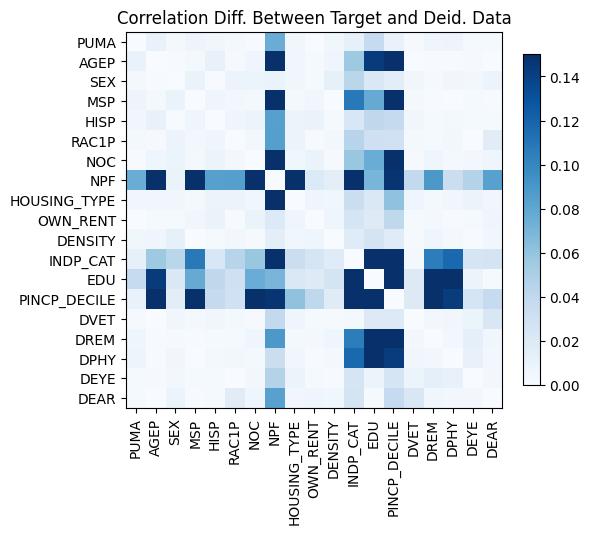 Correlation Diff. Between Target and Deid. Data
PUMA
AGEP
SEX
MSP
HISP
RAC1P
NOC
NPF
HOUSING_TYPE
OWN_RENT
DENSITY
INDP_CAT
EDU
PINCP_DECILE
DVET
DREM
DPHY
DEYE
DEAR
PUMA
AGEP
SEX
MSP
HISP
RAC1P
NOC
NPF
HOUSING_TYPE
OWN_RENT
DENSITY
INDP_CAT
EDU
PINCP_DECILE
DVET
DREM
DPHY
DEYE
DEAR
0.14
0.12
0.10
0.08
0.06
0.04
0.02
0.00